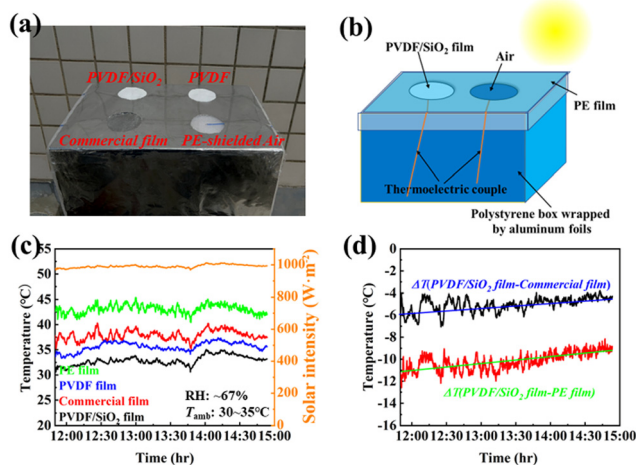 (a)
PVDF/SiO2
PVDF
Commercial film
PE-shielded Air
(b)
PVDF/SiO2 film
Air
PE film
Thermoelectric couple
Polystyrene box wrapped
by aluminum foils
(c)
Temperature (°C)
55
50
45
40
35
30
25
20
PE film
PVDF film
Commercial film
PVDF/SiO2 film
RH: ~67%
Tamb: 30~35°C
1000
800
600
400
200
0
Solar intensity (W·m-2)
12:00 12:30 13:00 13:30 14:00 14:30 15:00
Time (hr)
(d)
Temperature (°C)
0
-2
-4
-6
-8
-10
-12
-14
-16
ΔT(PVDF/SiO2 film-Commercial film)
ΔT(PVDF/SiO2 film-PE film)
12:00 12:30 13:00 13:30 14:00 14:30 15:00
Time (hr)